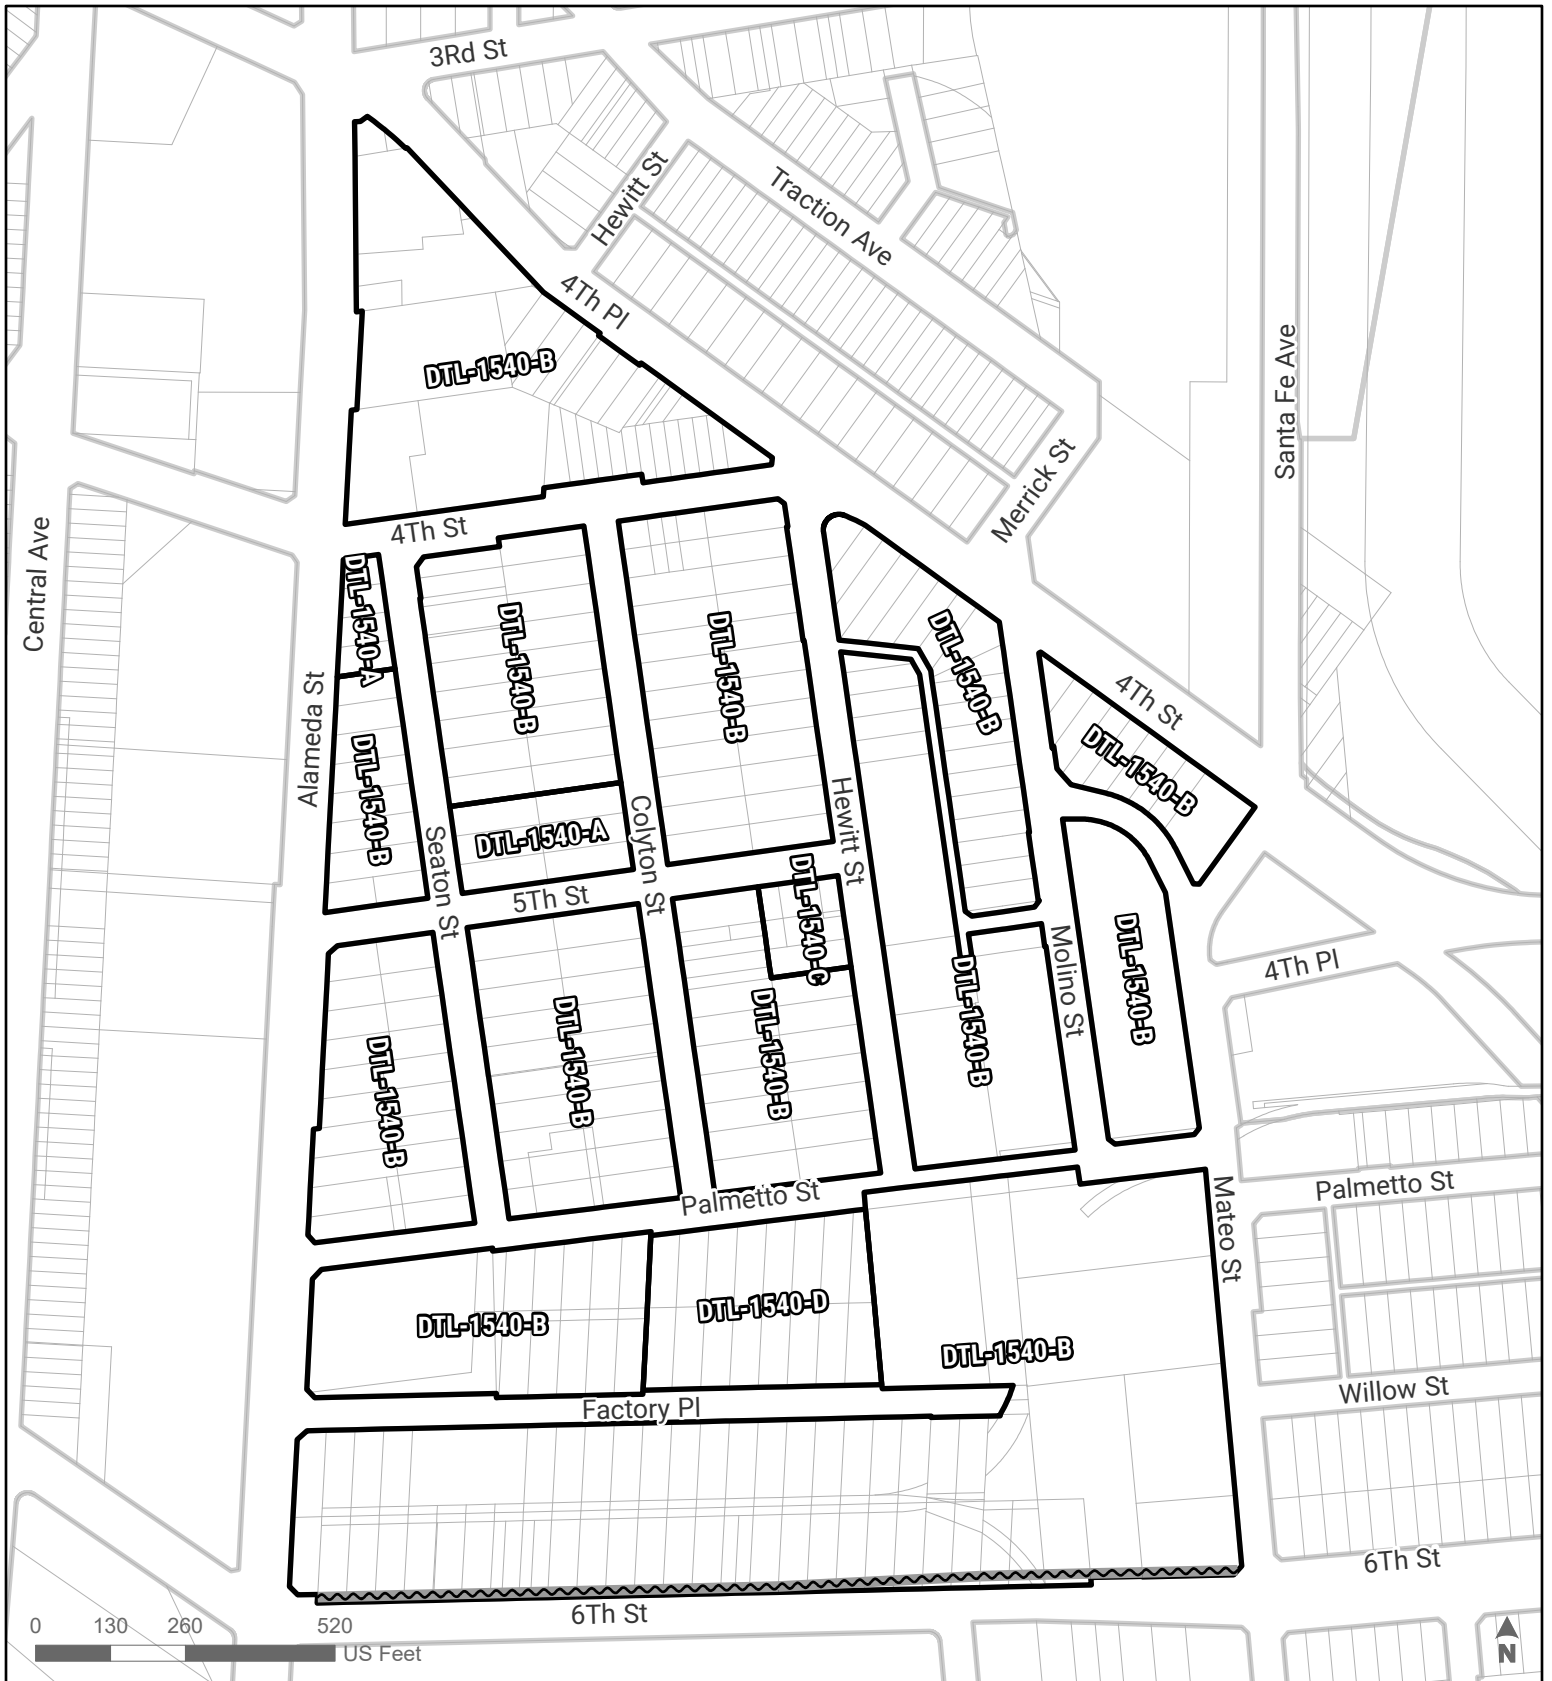 3Rd St
Hewitt St
Traction Ave
4Th Pl
DTL-1540-B
Santa Fe Ave
Merrick St
4Th St
Central Ave
DTL-1540-A
DTL-1540-B
DTL-1540-B
DTL-1540-B
4Th St
DTL-1540-B
Alameda St
DTL-1540-B
Seaton St
DTL-1540-A
Colyton St
Hewitt St
5Th St
DTL-1540-C
Molino St
DTL-1540-B
4Th Pl
DTL-1540-B
DTL-1540-B
DTL-1540-B
DTL-1540-B
DTL-1540-B
Palmetto St
Palmetto St
Mateo St
DTL-1540-B
DTL-1540-D
DTL-1540-B
Willow St
Factory Pl
6Th St
6Th St
0 130 260 520
US Feet
N